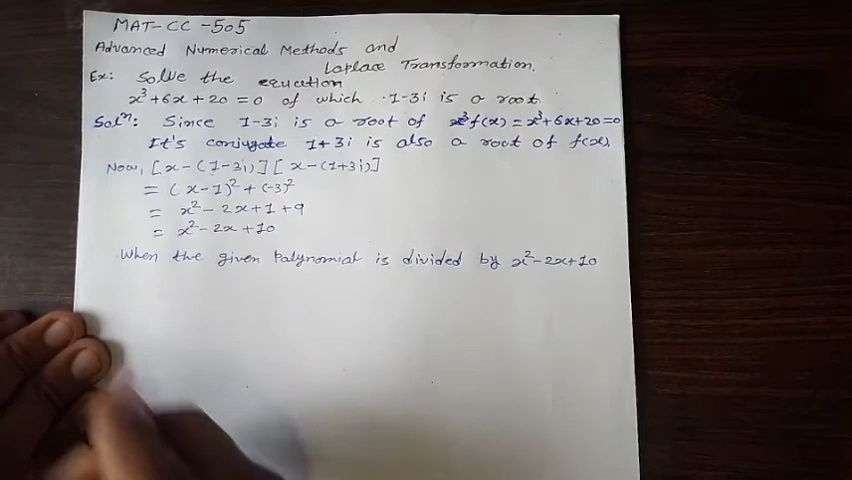 MAT-CC-505
Advanced Numerical Methods and
Laplace Transformation.
Ex: Solve the equation
x³+6x+20=0 of which 1-3i is a root.
Solⁿ: Since 1-3i is a root of f(x)=x³+6x+20=0
It's conjugate 1+3i is also a root of f(x).
Now, [x-(1-3i)][x-(1+3i)]
= (x-1)²+(-3)²
= x²-2x+1+9
= x²-2x+10
When the given Polynomial is divided by x²-2x+10